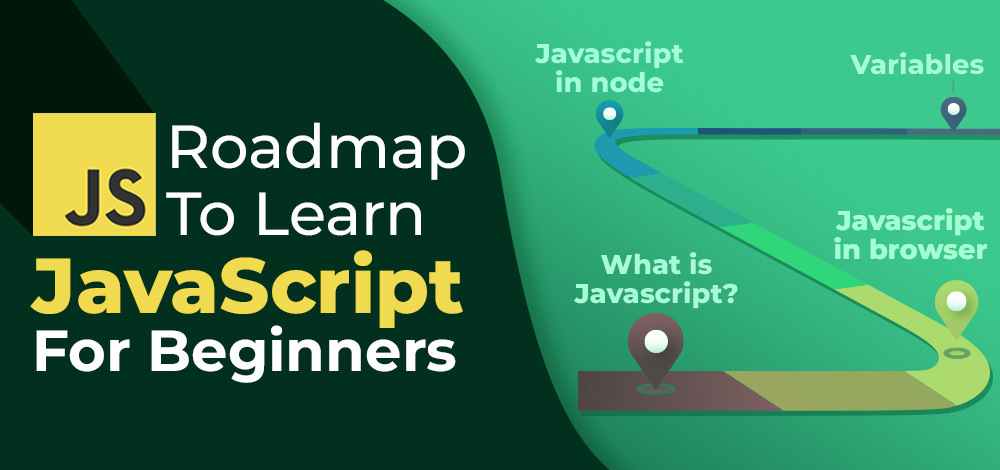 JS
Roadmap
To Learn
JavaScript
For Beginners
Javascript
in node
Variables
Javascript
in browser
What is
Javascript?